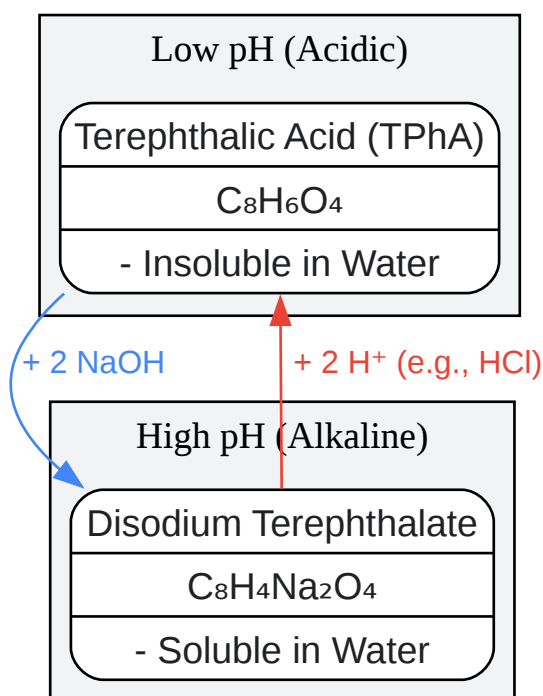 Low pH (Acidic)
Terephthalic Acid (TPhA)
C₈H₆O₄
- Insoluble in Water
+ 2 NaOH
+ 2 H⁺ (e.g., HCl)
High pH (Alkaline)
Disodium Terephthalate
C₈H₄Na₂O₄
- Soluble in Water